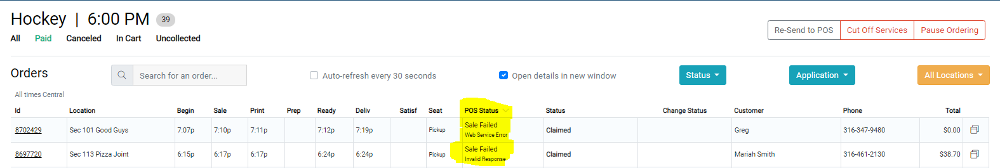 Hockey | 6:00 PM 39
All Paid Canceled In Cart Uncollected
Re-Send to POS Cut Off Services Pause Ordering
Orders Search for an order... Auto-refresh every 30 seconds Open details in new window Status Application All Locations
All times Central
Id Location Begin Sale Print Prep Ready Deliv Satisf Seat POS Status Status Change Status Customer Phone Total
8702429 Sec 101 Good Guys 7:07p 7:10p 7:11p 7:12p 7:19p Pickup Sale Failed Claimed Greg 316-347-9480 $0.00
Web Service Error
8697720 Sec 113 Pizza Joint 6:15p 6:17p 6:17p 6:24p 6:24p Pickup Sale Failed Claimed Mariah Smith 316-461-2130 $38.70
Invalid Response